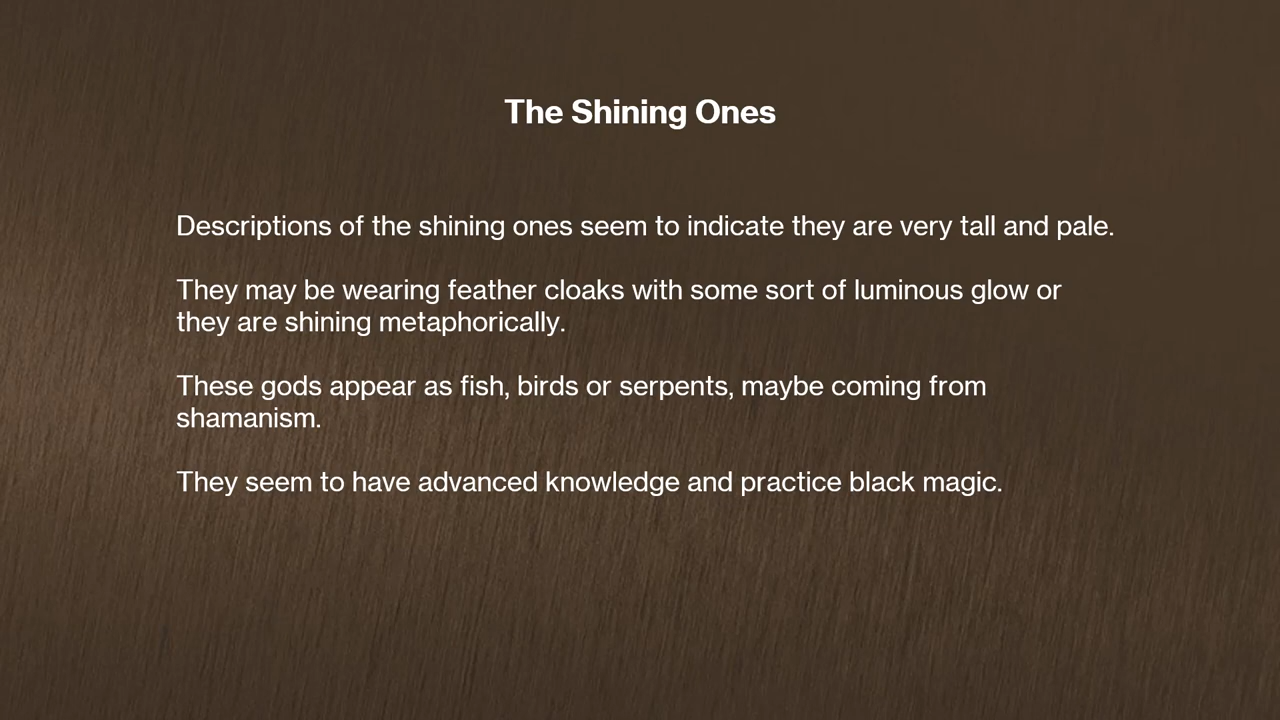 The Shining Ones
Descriptions of the shining ones seem to indicate they are very tall and pale.
They may be wearing feather cloaks with some sort of luminous glow or
they are shining metaphorically.
These gods appear as fish, birds or serpents, maybe coming from
shamanism.
They seem to have advanced knowledge and practice black magic.